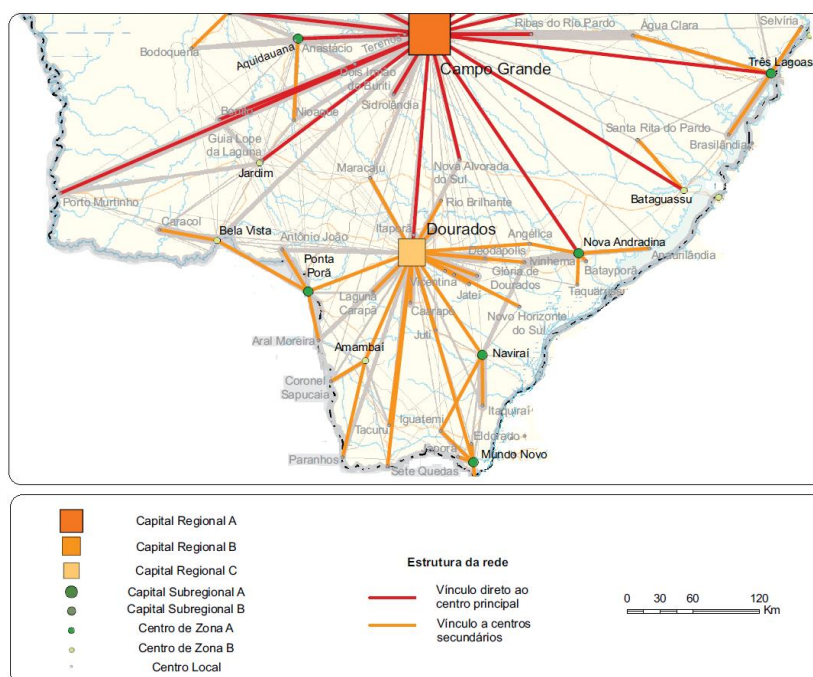 Selvíria
Ribas do Rio Pardo
Água Clara
Terenos
Anastácio
Aquidauana
Bodoquena
Três Lagoas
Campo Grande
Dois Irmão
do Buriti
Sidrolândia
Bonito
Nioaque
Guia Lope
da Laguna
Jardim
Santa Rita do Pardo
Brasilândia
Maracaju
Nova Alvorada
do Sul
Bataguassu
Porto Murtinho
Rio Brilhante
Caracol
Bela Vista
Itaporã
Dourados
Angélica
Nova Andradina
Antônio João
Deodápolis
Anaurilândia
Ponta
Porã
Ivinhema
Batayporã
Glória de
Dourados
Vicentina
Taquarussu
Jateí
Laguna
Carapã
Caarapó
Novo Horizonte
do Sul
Juti
Aral Moreira
Amambaí
Naviraí
Coronel
Sapucaia
Itaquiraí
Iguatemi
Tacuru
Eldorado
Japorã
Mundo Novo
Paranhos
Sete Quedas
Capital Regional A
Capital Regional B
Capital Regional C
Capital Subregional A
Capital Subregional B
Centro de Zona A
Centro de Zona B
Centro Local
Estrutura da rede
Vínculo direto ao
centro principal
Vínculo a centros
secundários
0 15 30 60 120
Km